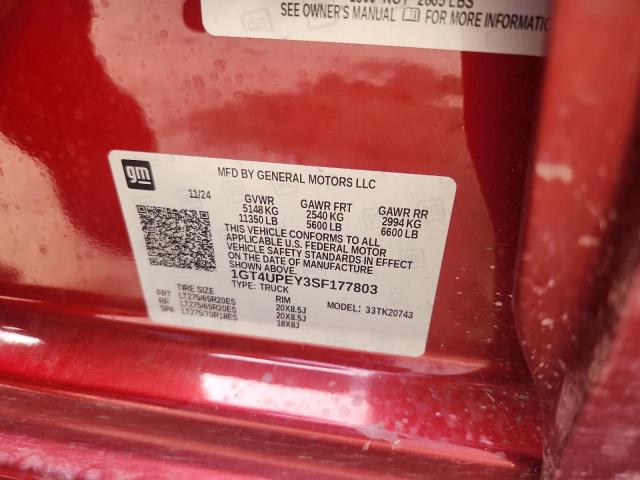 SEE OWNER'S MANUAL FOR MORE INFORMATION
gm
MFD BY GENERAL MOTORS LLC
11/24
GVWR GAWR FRT GAWR RR
5148 KG 2540 KG 2994 KG
11350 LB 5600 LB 6600 LB
THIS VEHICLE CONFORMS TO ALL
APPLICABLE U.S. FEDERAL MOTOR
VEHICLE SAFETY STANDARDS IN EFFECT
ON THE DATE OF MANUFACTURE
SHOWN ABOVE.
1GT4UPEY3SF177803
TYPE: TRUCK
TIRE SIZE RIM MODEL: 33TK20743
FRT LT275/65R20ES 20X8.5J
RR LT275/65R20ES 20X8.5J
SPA LT275/70R18ES 18X8J